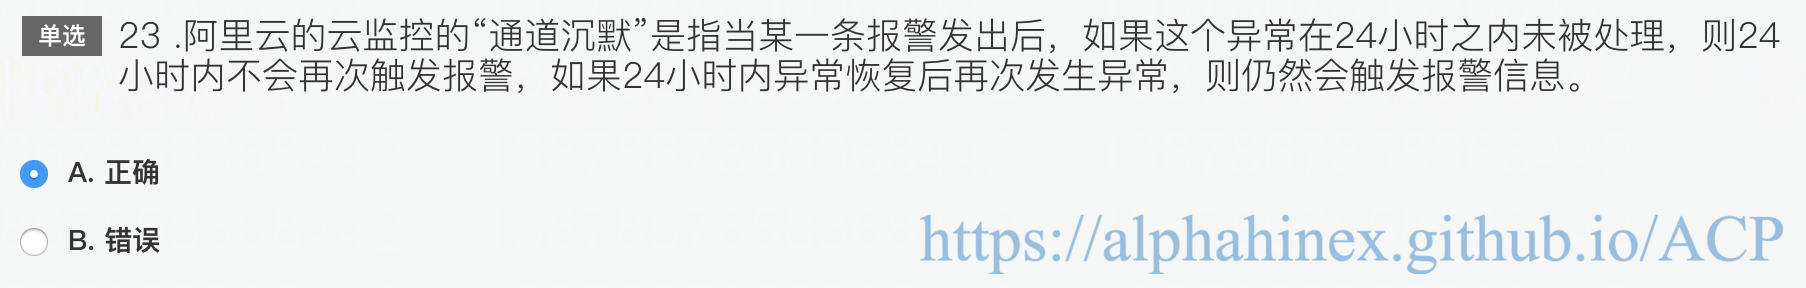 单选 23 .阿里云的云监控的“通道沉默”是指当某一条报警发出后，如果这个异常在24小时之内未被处理，则24
小时内不会再次触发报警，如果24小时内异常恢复后再次发生异常，则仍然会触发报警信息。
A. 正确
B. 错误
https://alphahinex.github.io/ACP